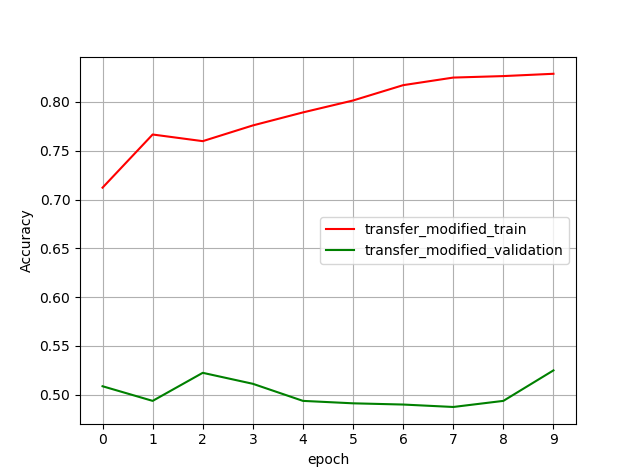 0.80
0.75
0.70
0.65
0.60
0.55
0.50
Accuracy
transfer_modified_train
transfer_modified_validation
0 1 2 3 4 5 6 7 8 9
epoch